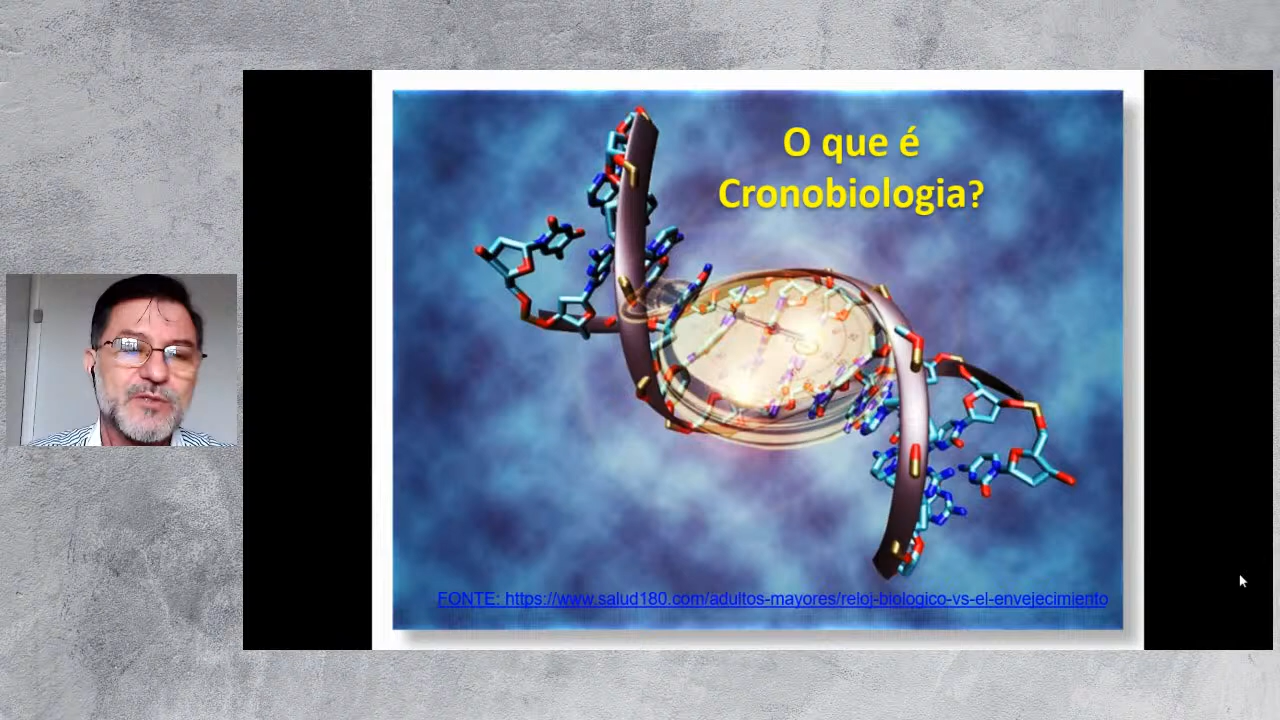 O que é
Cronobiologia?
FONTE: https://www.salud180.com/adultos-mayores/reloj-biologico-vs-el-envejecimiento